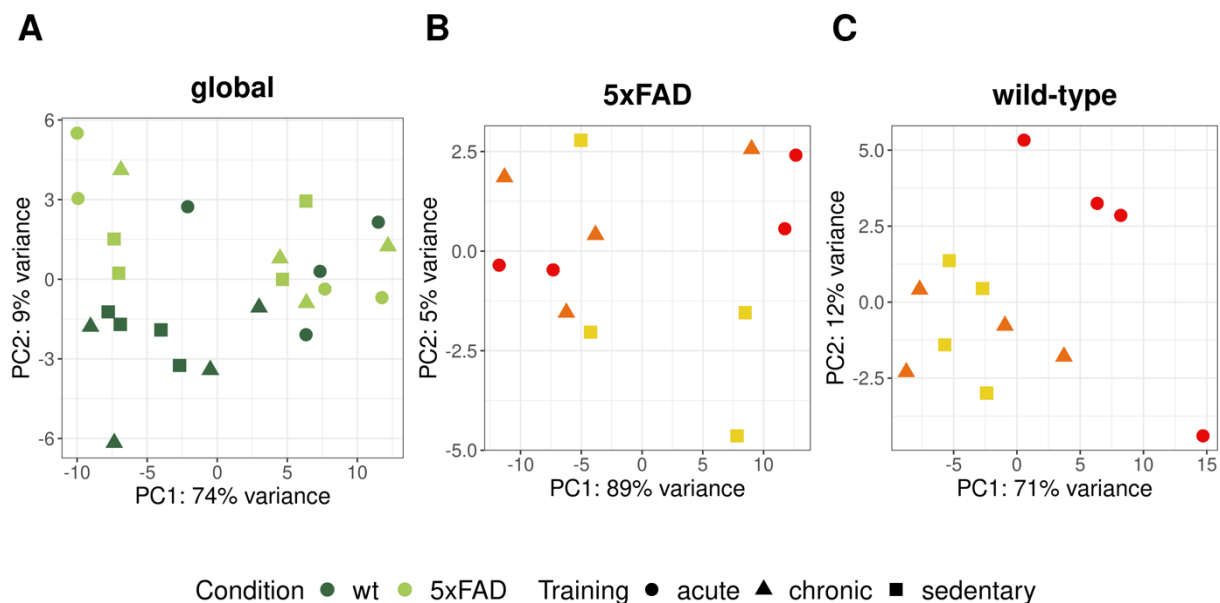 A
B
C
global
5xFAD
wild-type
6
3
0
-3
-6
PC2: 9% variance
-10
-5
0
5
10
PC1: 74% variance
2.5
0.0
-2.5
-5.0
PC2: 5% variance
-10
-5
0
5
10
PC1: 89% variance
5.0
2.5
0.0
-2.5
PC2: 12% variance
-5
0
5
10
15
PC1: 71% variance
Condition wt 5xFAD Training acute chronic sedentary